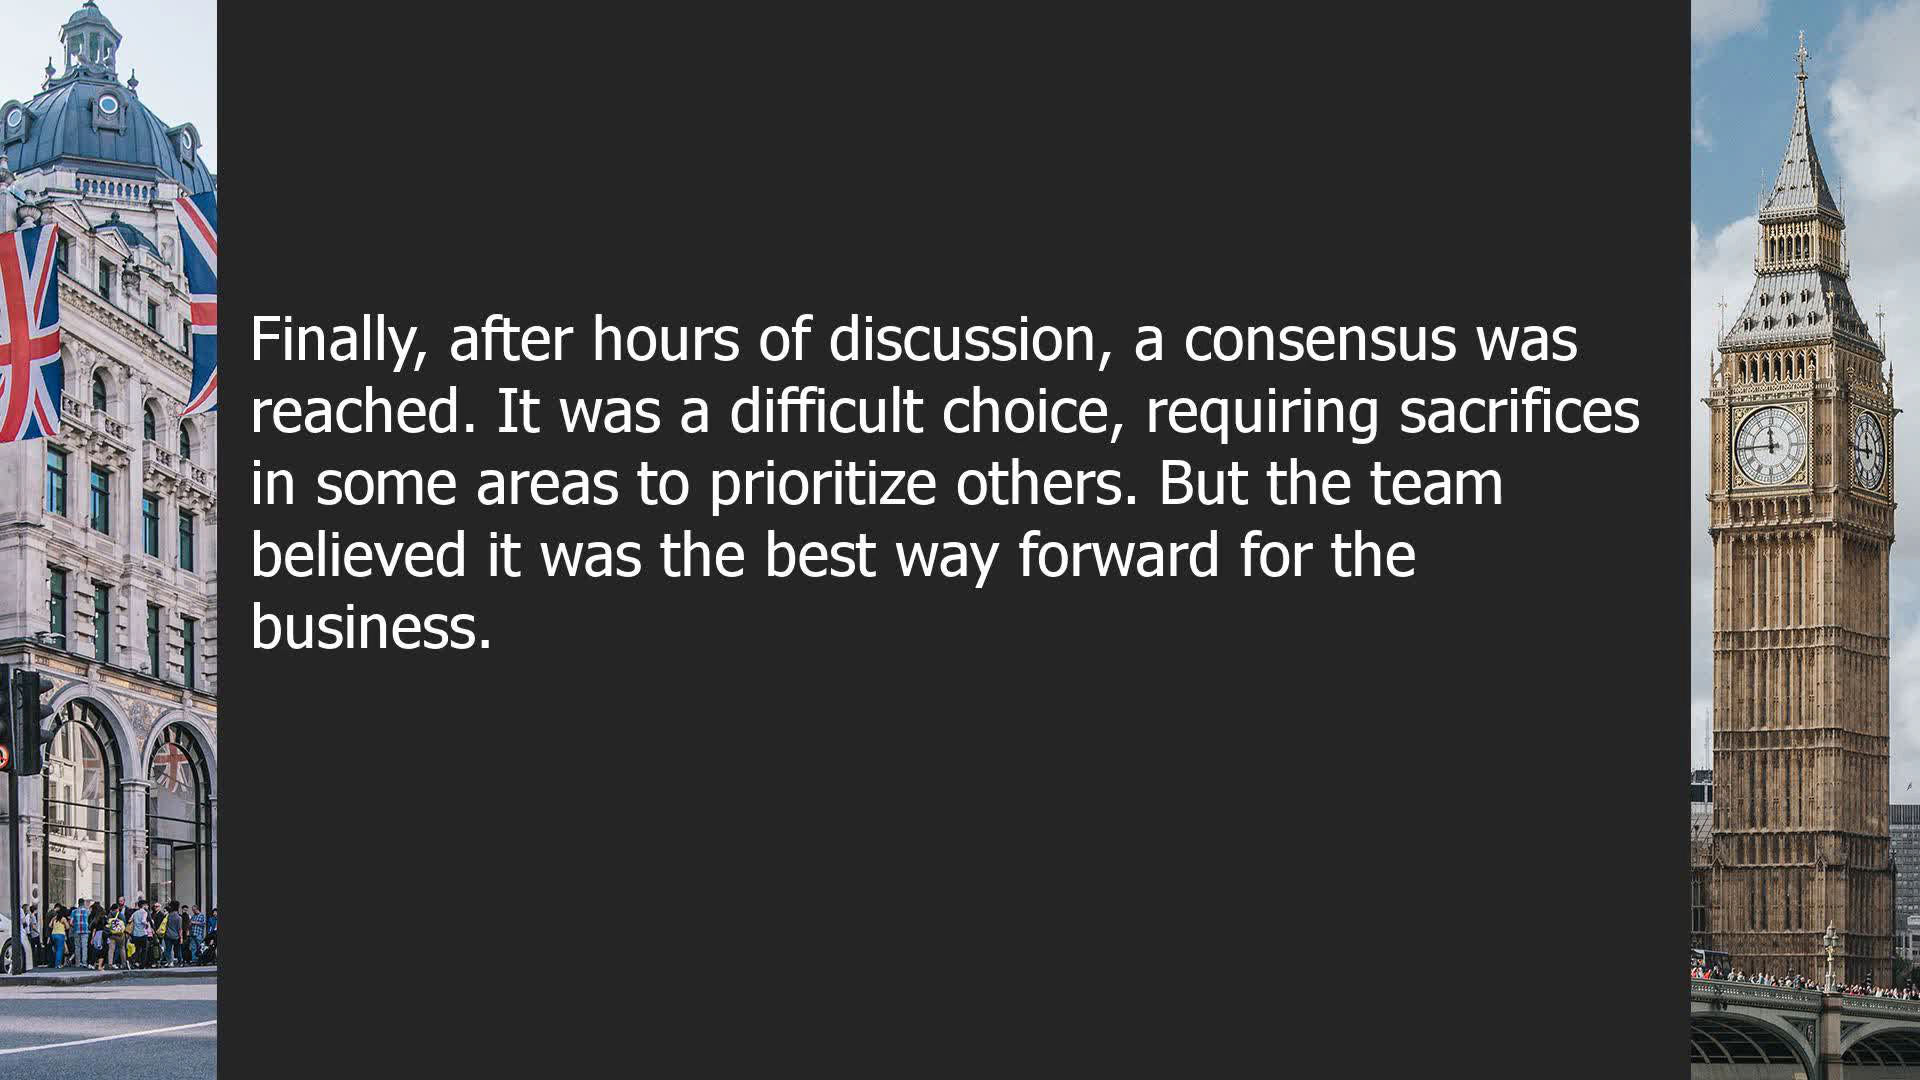 Finally, after hours of discussion, a consensus was
reached. It was a difficult choice, requiring sacrifices
in some areas to prioritize others. But the team
believed it was the best way forward for the
business.